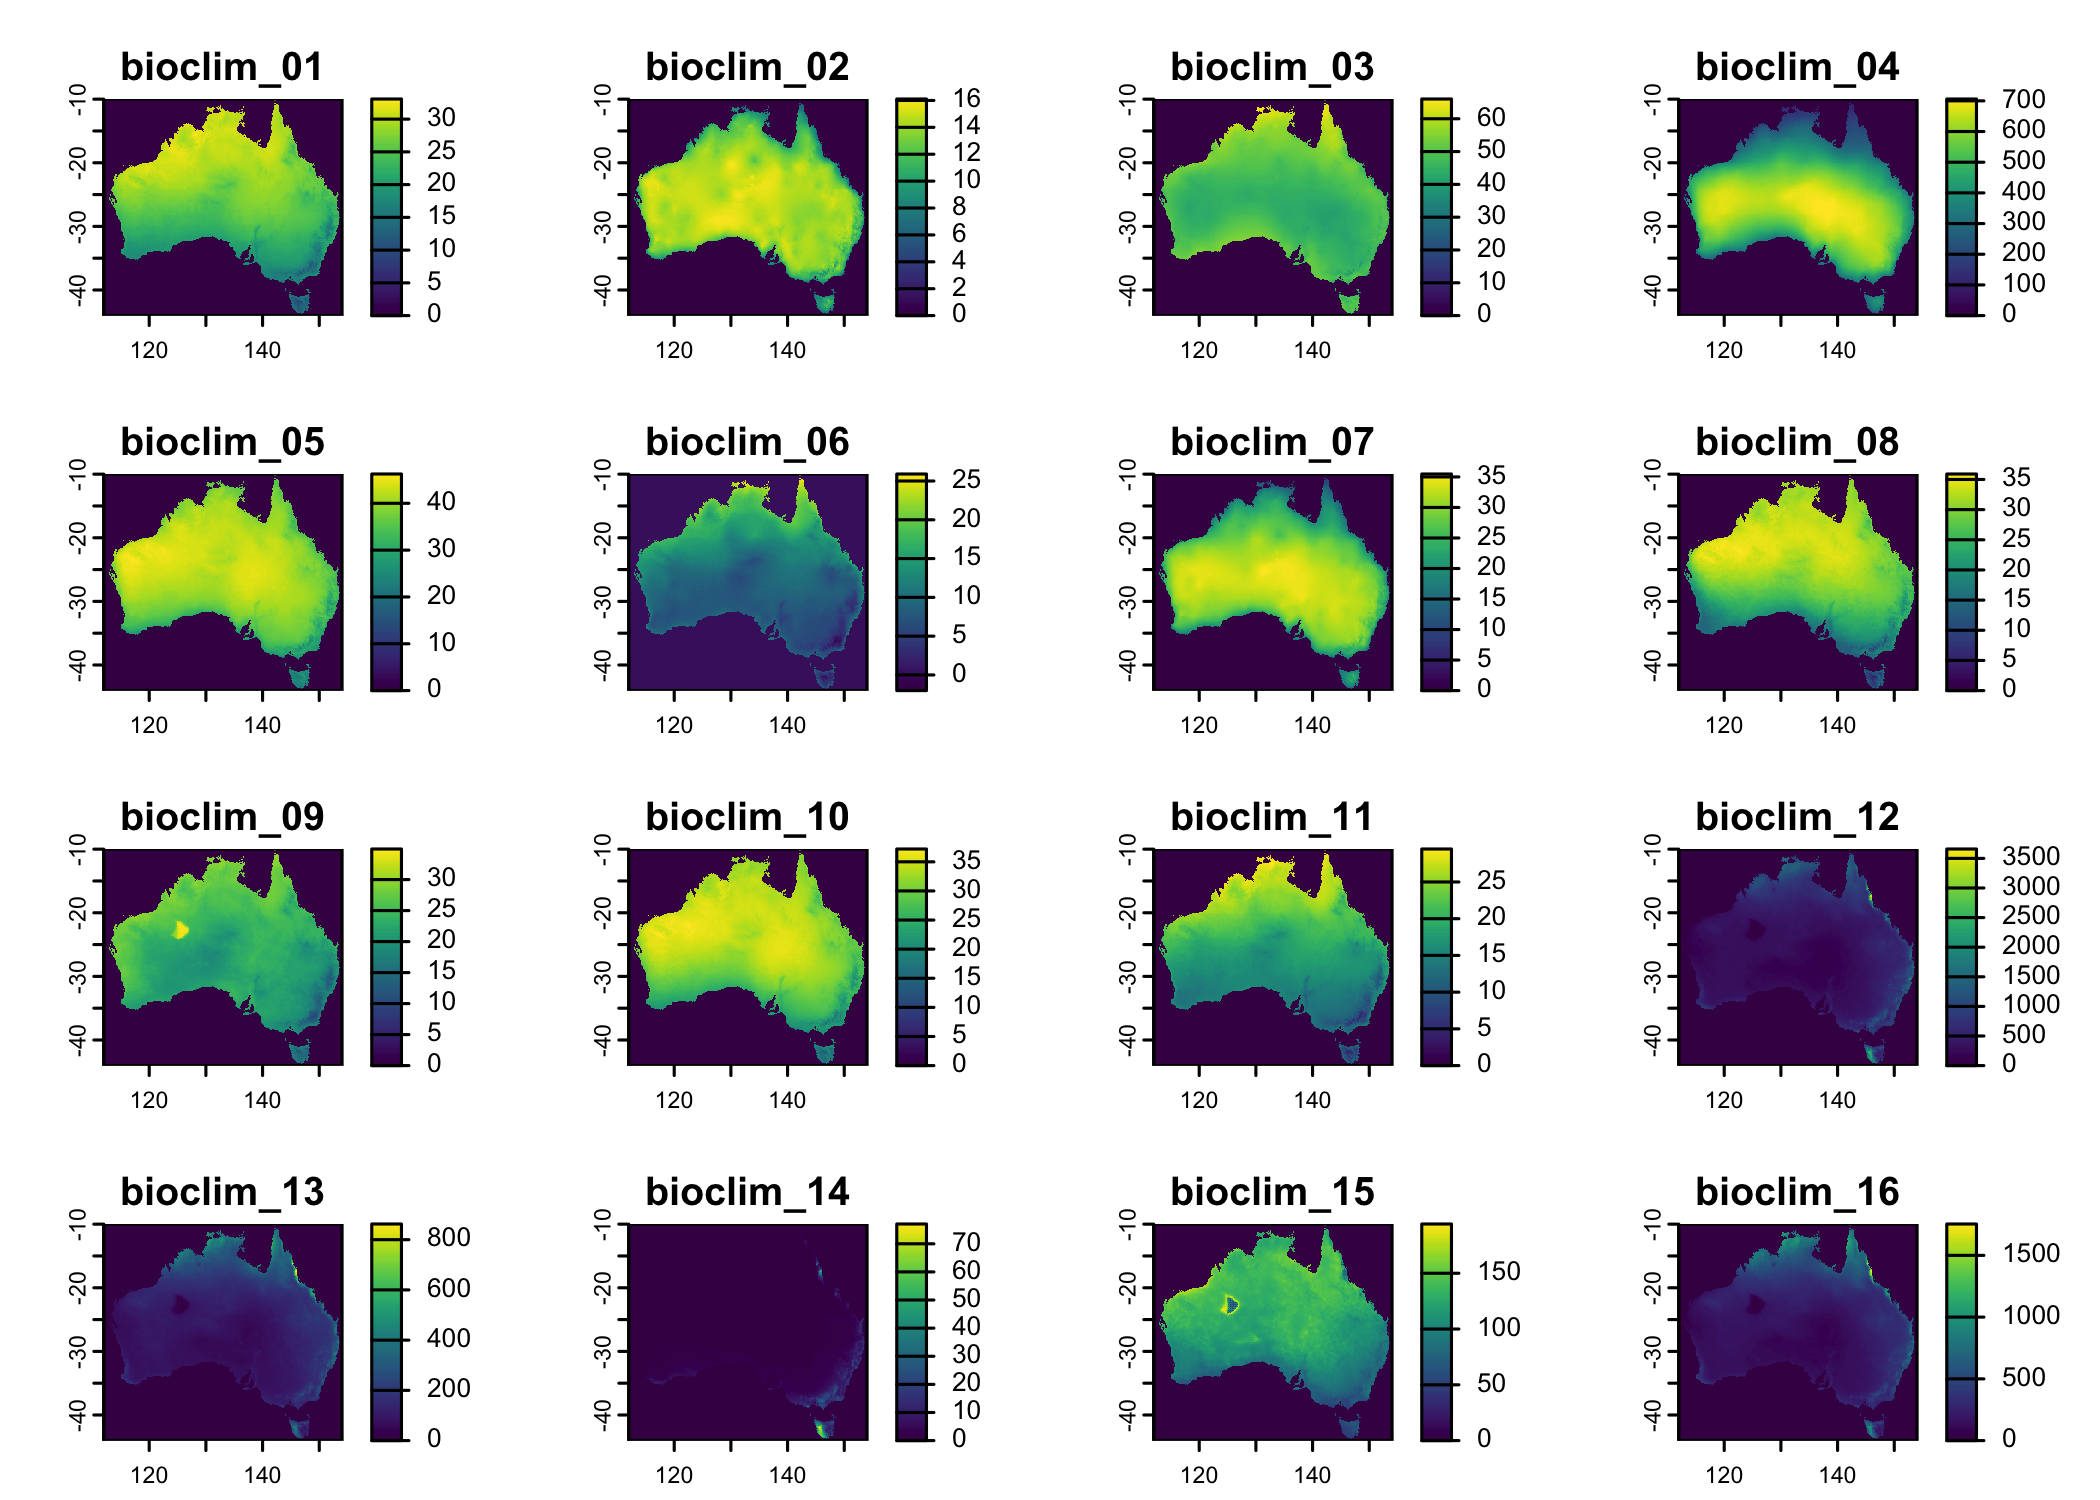 bioclim_01 bioclim_02 bioclim_03 bioclim_04
-10 -20 -30 -40 30 25 20 15 10 5 0 -10 -20 -30 -40 16 14 12 10 8 6 4 2 0 -10 -20 -30 -40 60 50 40 30 20 10 0 -10 -20 -30 -40 700 600 500 400 300 200 100 0
120 140 120 140 120 140 120 140
bioclim_05 bioclim_06 bioclim_07 bioclim_08
-10 -20 -30 -40 40 30 20 10 0 -10 -20 -30 -40 25 20 15 10 5 0 -10 -20 -30 -40 35 30 25 20 15 10 5 0 -10 -20 -30 -40 35 30 25 20 15 10 5 0
120 140 120 140 120 140 120 140
bioclim_09 bioclim_10 bioclim_11 bioclim_12
-10 -20 -30 -40 30 25 20 15 10 5 0 -10 -20 -30 -40 35 30 25 20 15 10 5 0 -10 -20 -30 -40 25 20 15 10 5 0 -10 -20 -30 -40 3500 3000 2500 2000 1500 1000 500 0
120 140 120 140 120 140 120 140
bioclim_13 bioclim_14 bioclim_15 bioclim_16
-10 -20 -30 -40 800 600 400 200 0 -10 -20 -30 -40 70 60 50 40 30 20 10 0 -10 -20 -30 -40 150 100 50 0 -10 -20 -30 -40 1500 1000 500 0
120 140 120 140 120 140 120 140